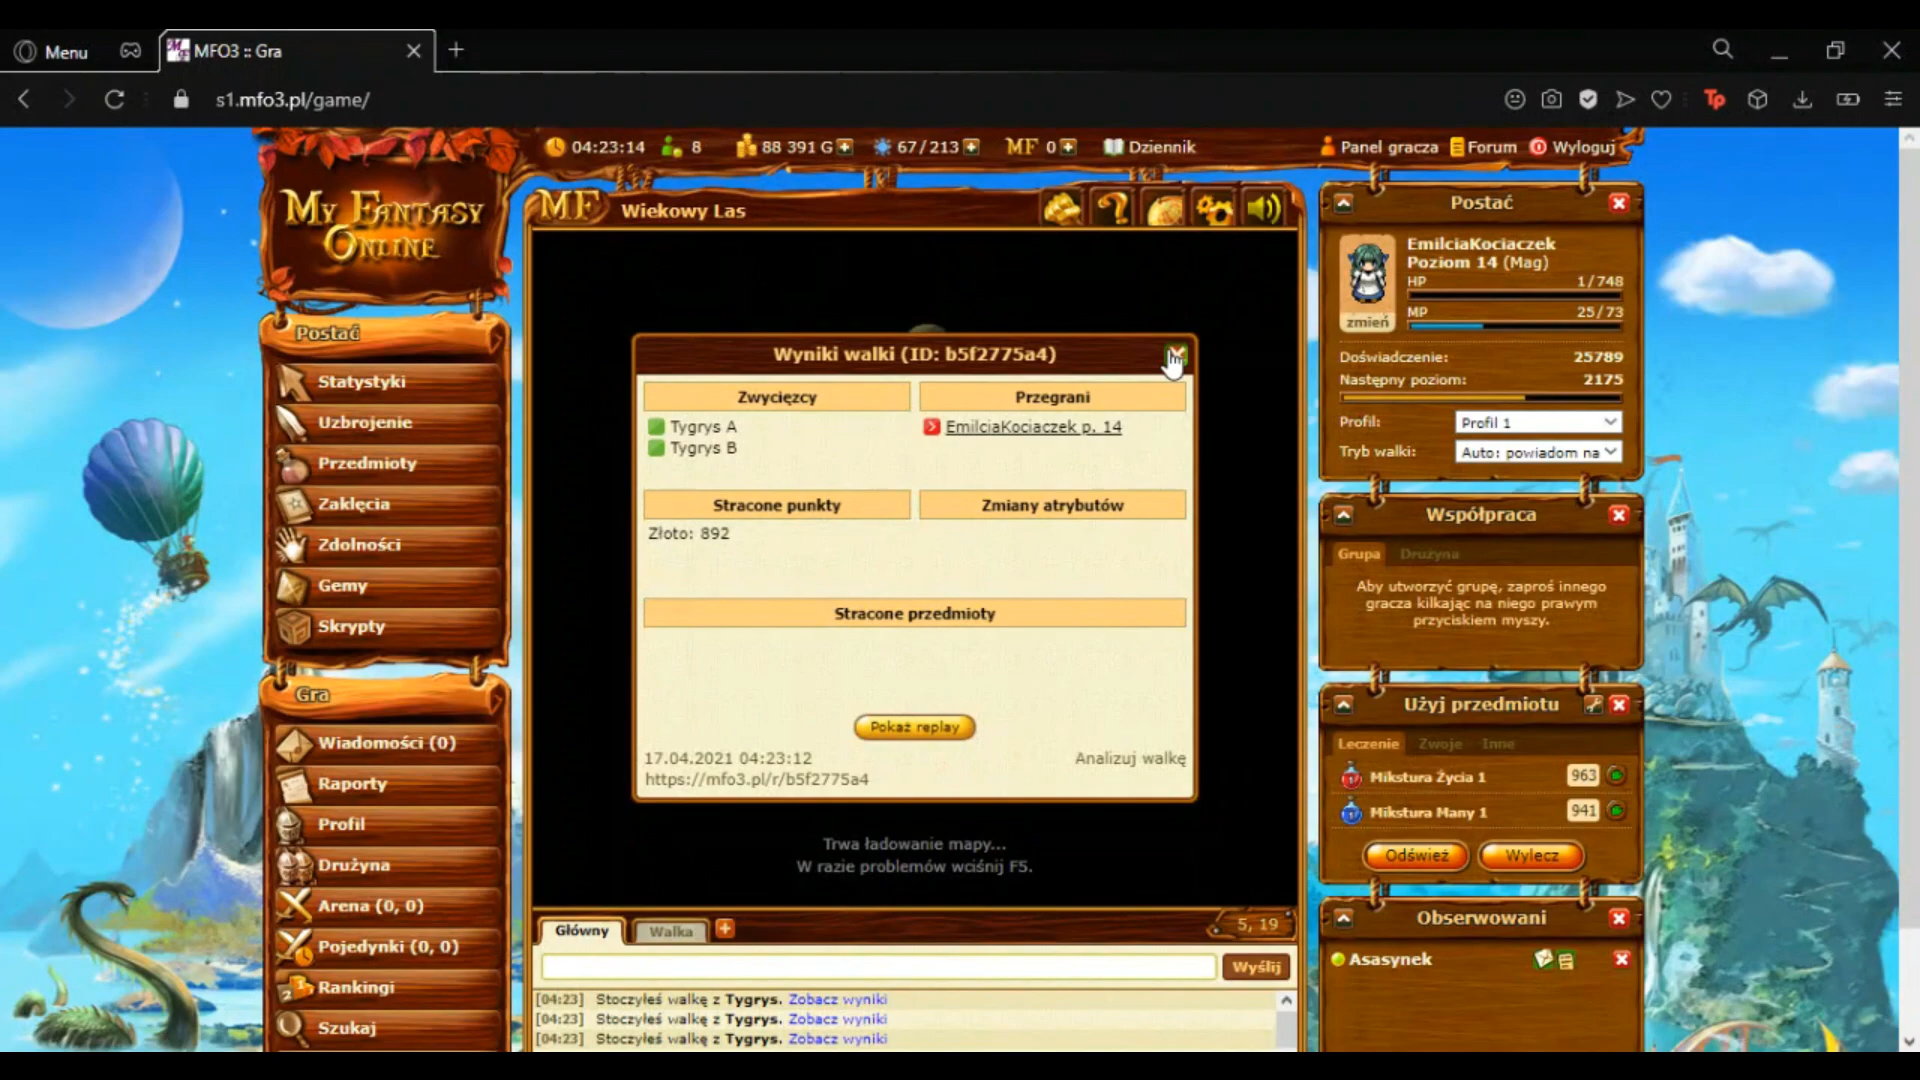 Menu
MFO3 :: Gra
s1.mfo3.pl/game/
04:23:14
8
88 391 G
67/213
MF 0
Dziennik
Panel gracza
Forum
Wyloguj
My Fantasy
Online
MF
Wiekowy Las
Postać
Statystyki
Uzbrojenie
Przedmioty
Zaklęcia
Zdolności
Gemy
Skrypty
Gra
Wiadomości (0)
Raporty
Profil
Drużyna
Arena (0, 0)
Pojedynki (0, 0)
Rankingi
Szukaj
Wyniki walki (ID: b5f2775a4)
Zwycięzcy
Przegrani
Tygrys A
EmilciaKociaczek p. 14
Tygrys B
Stracone punkty
Zmiany atrybutów
Złoto: 892
Stracone przedmioty
Pokaż replay
17.04.2021 04:23:12
Analizuj walkę
https://mfo3.pl/r/b5f2775a4
Trwa ładowanie mapy...
W razie problemów wciśnij F5.
Główny
Walka
5, 19
Wyślij
[04:23] Stoczyłeś walkę z Tygrys. Zobacz wyniki
[04:23] Stoczyłeś walkę z Tygrys. Zobacz wyniki
[04:23] Stoczyłeś walkę z Tygrys. Zobacz wyniki
Postać
EmilciaKociaczek
Poziom 14 (Mag)
HP 1/748
MP 25/73
zmień
Doświadczenie: 25789
Następny poziom: 2175
Profil: Profil 1
Tryb walki: Auto: powiadom na
Współpraca
Grupa
Drużyna
Aby utworzyć grupę, zaproś innego
gracza kilkając na niego prawym
przyciskiem myszy.
Użyj przedmiotu
Leczenie
Zwoje
Inne
Mikstura Życia 1 963
Mikstura Many 1 941
Odśwież
Wylecz
Obserwowani
Asasynek